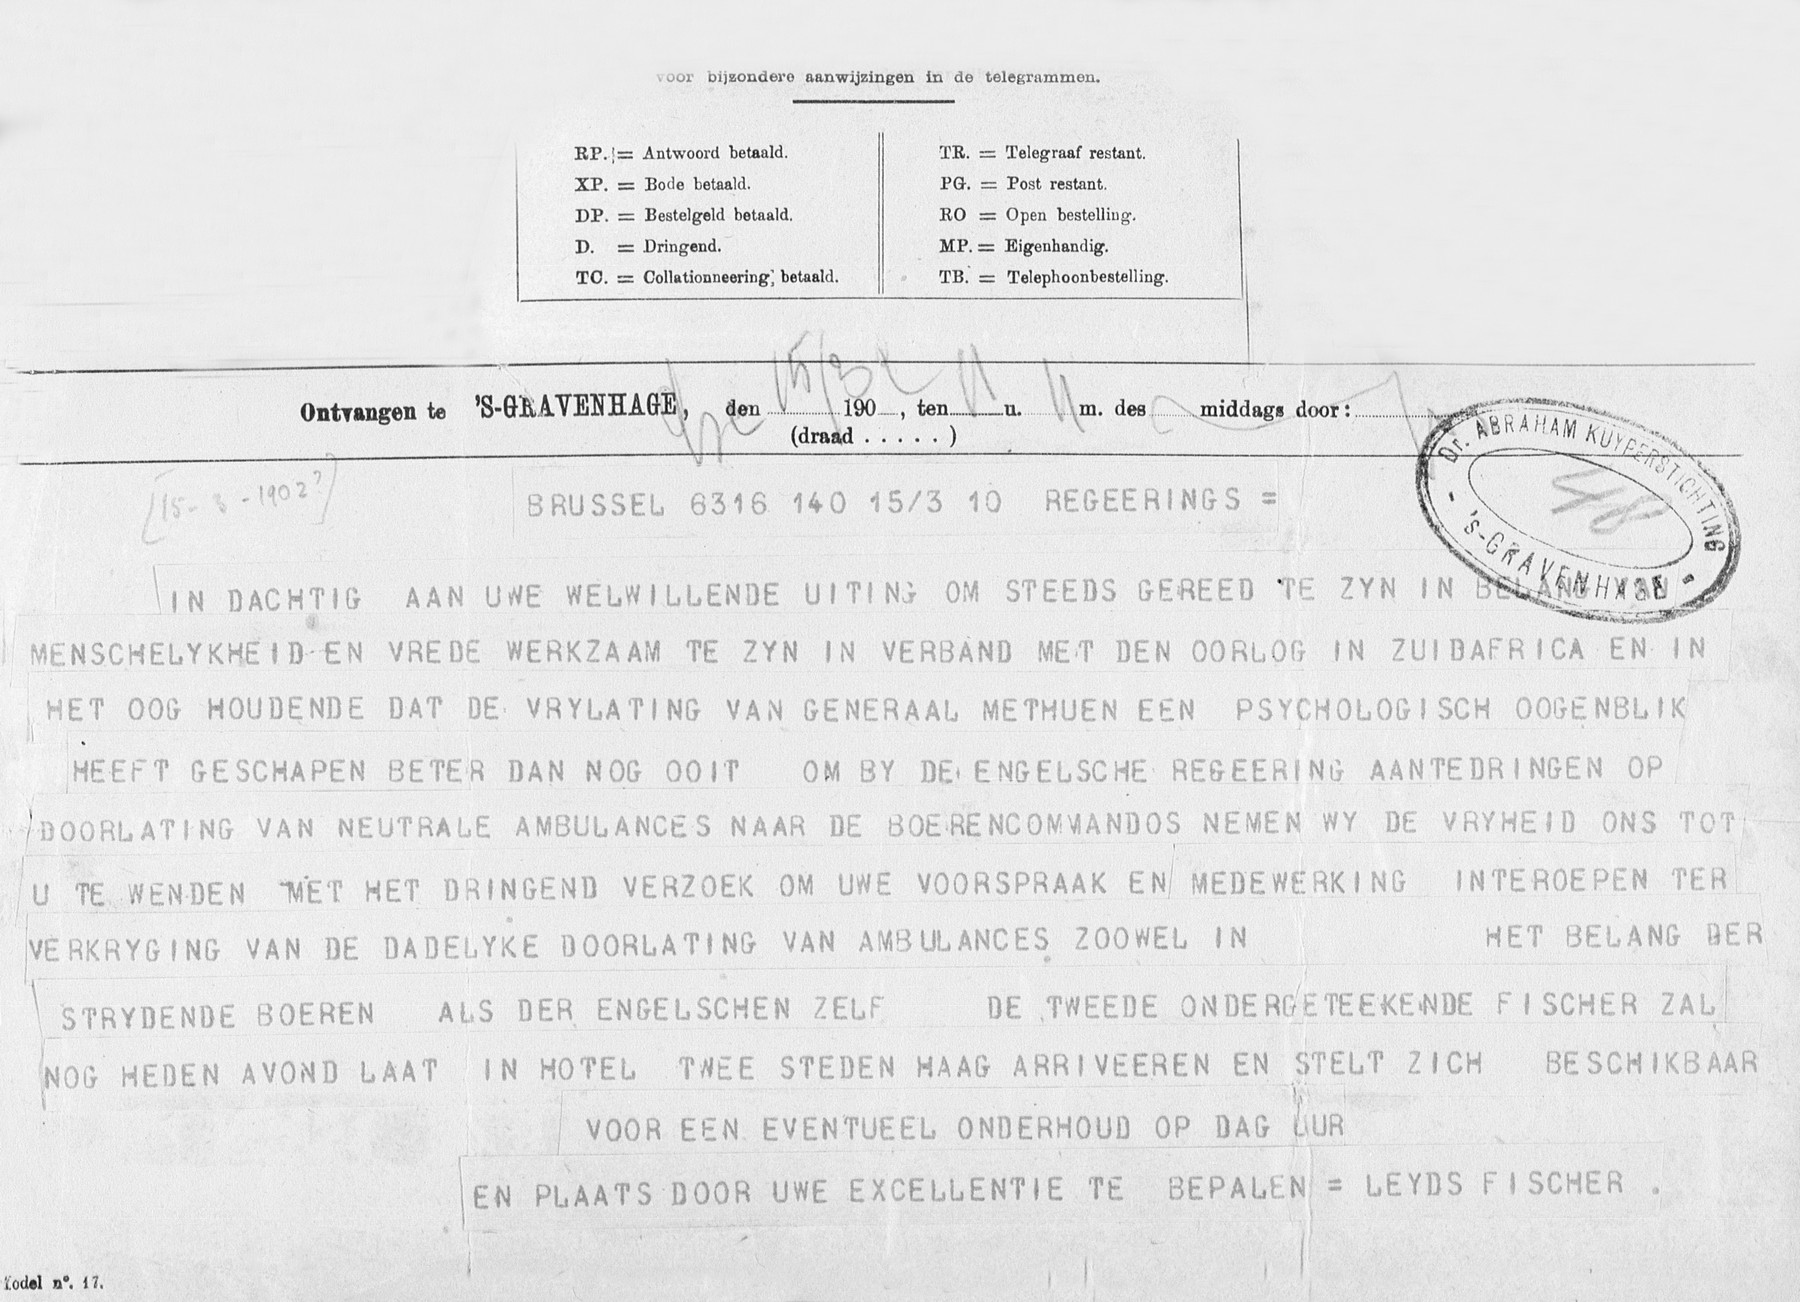 voor bijzondere aanwijzingen in de telegrammen.
RP. = Antwoord betaald.
XP. = Bode betaald.
DP. = Bestelgeld betaald.
D. = Dringend.
TC. = Collationneering betaald.
TR. = Telegraaf restant.
PG. = Post restant.
RO = Open bestelling.
MP. = Eigenhandig.
TB. = Telephoonbestelling.
Ontvangen te 'S-GRAVENHAGE, den 15/3 190 , ten 11 u. 11 m. des middags door:
(draad . . . . . )
[15-3-1902?]
Dr. ABRAHAM KUYPERSTICHTING
48
'S-GRAVENHAGE
BRUSSEL 6316 140 15/3 10 REGEERINGS =
IN DACHTIG AAN UWE WELWILLENDE UITING OM STEEDS GEREED TE ZYN IN BELANG VAN
MENSCHELYKHEID EN VREDE WERKZAAM TE ZYN IN VERBAND MET DEN OORLOG IN ZUIDAFRICA EN IN
HET OOG HOUDENDE DAT DE VRYLATING VAN GENERAAL METHUEN EEN PSYCHOLOGISCH OOGENBLIK
HEEFT GESCHAPEN BETER DAN NOG OOIT OM BY DE ENGELSCHE REGEERING AANTEDRINGEN OP
DOORLATING VAN NEUTRALE AMBULANCES NAAR DE BOERENCOMMANDOS NEMEN WY DE VRYHEID ONS TOT
U TE WENDEN MET HET DRINGEND VERZOEK OM UWE VOORSPRAAK EN MEDEWERKING INTEROEPEN TER
VERKRYGING VAN DE DADELYKE DOORLATING VAN AMBULANCES ZOOWEL IN HET BELANG DER
STRYDENDE BOEREN ALS DER ENGELSCHEN ZELF DE TWEEDE ONDERGETEEKENDE FISCHER ZAL
NOG HEDEN AVOND LAAT IN HOTEL TWEE STEDEN HAAG ARRIVEEREN EN STELT ZICH BESCHIKBAAR
VOOR EEN EVENTUEEL ONDERHOUD OP DAG UUR
EN PLAATS DOOR UWE EXCELLENTIE TE BEPALEN = LEYDS FISCHER .
Model nº. 17.